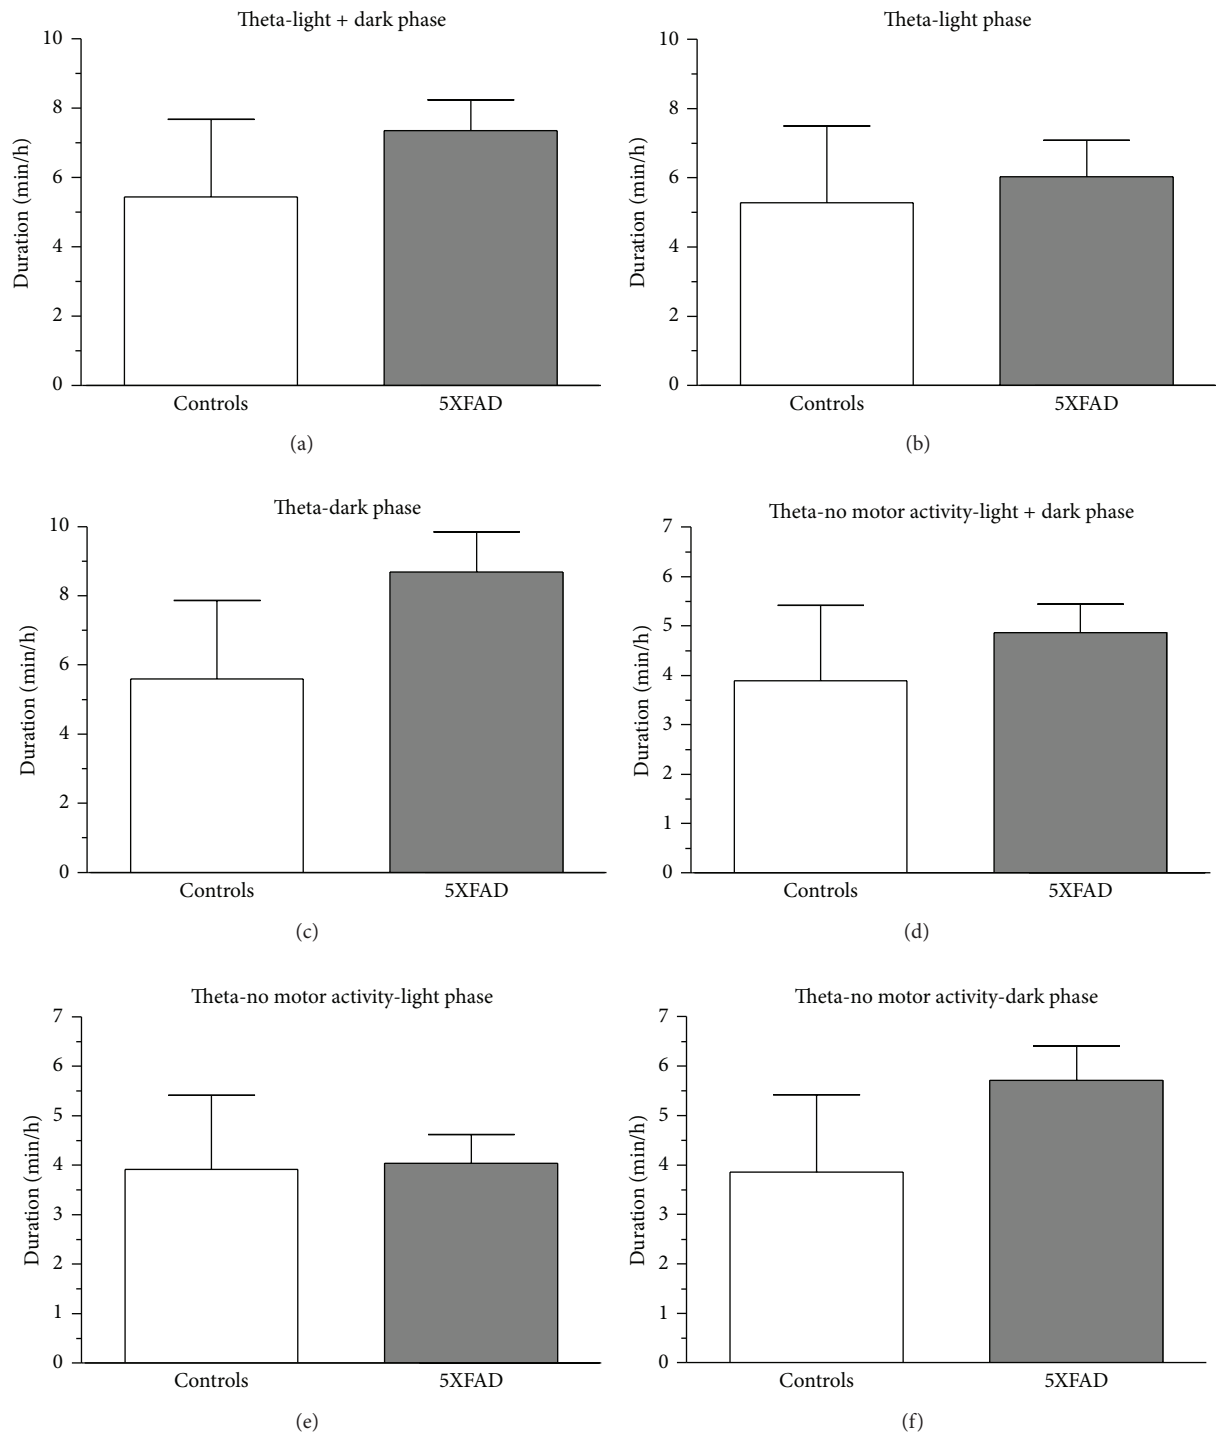 Theta-light + dark phase
10
8
6
4
2
0
Duration (min/h)
Controls 5XFAD
(a)
Theta-light phase
10
8
6
4
2
0
Duration (min/h)
Controls 5XFAD
(b)
Theta-dark phase
10
8
6
4
2
0
Duration (min/h)
Controls 5XFAD
(c)
Theta-no motor activity-light + dark phase
7
6
5
4
3
2
1
0
Duration (min/h)
Controls 5XFAD
(d)
Theta-no motor activity-light phase
7
6
5
4
3
2
1
0
Duration (min/h)
Controls 5XFAD
(e)
Theta-no motor activity-dark phase
7
6
5
4
3
2
1
0
Duration (min/h)
Controls 5XFAD
(f)